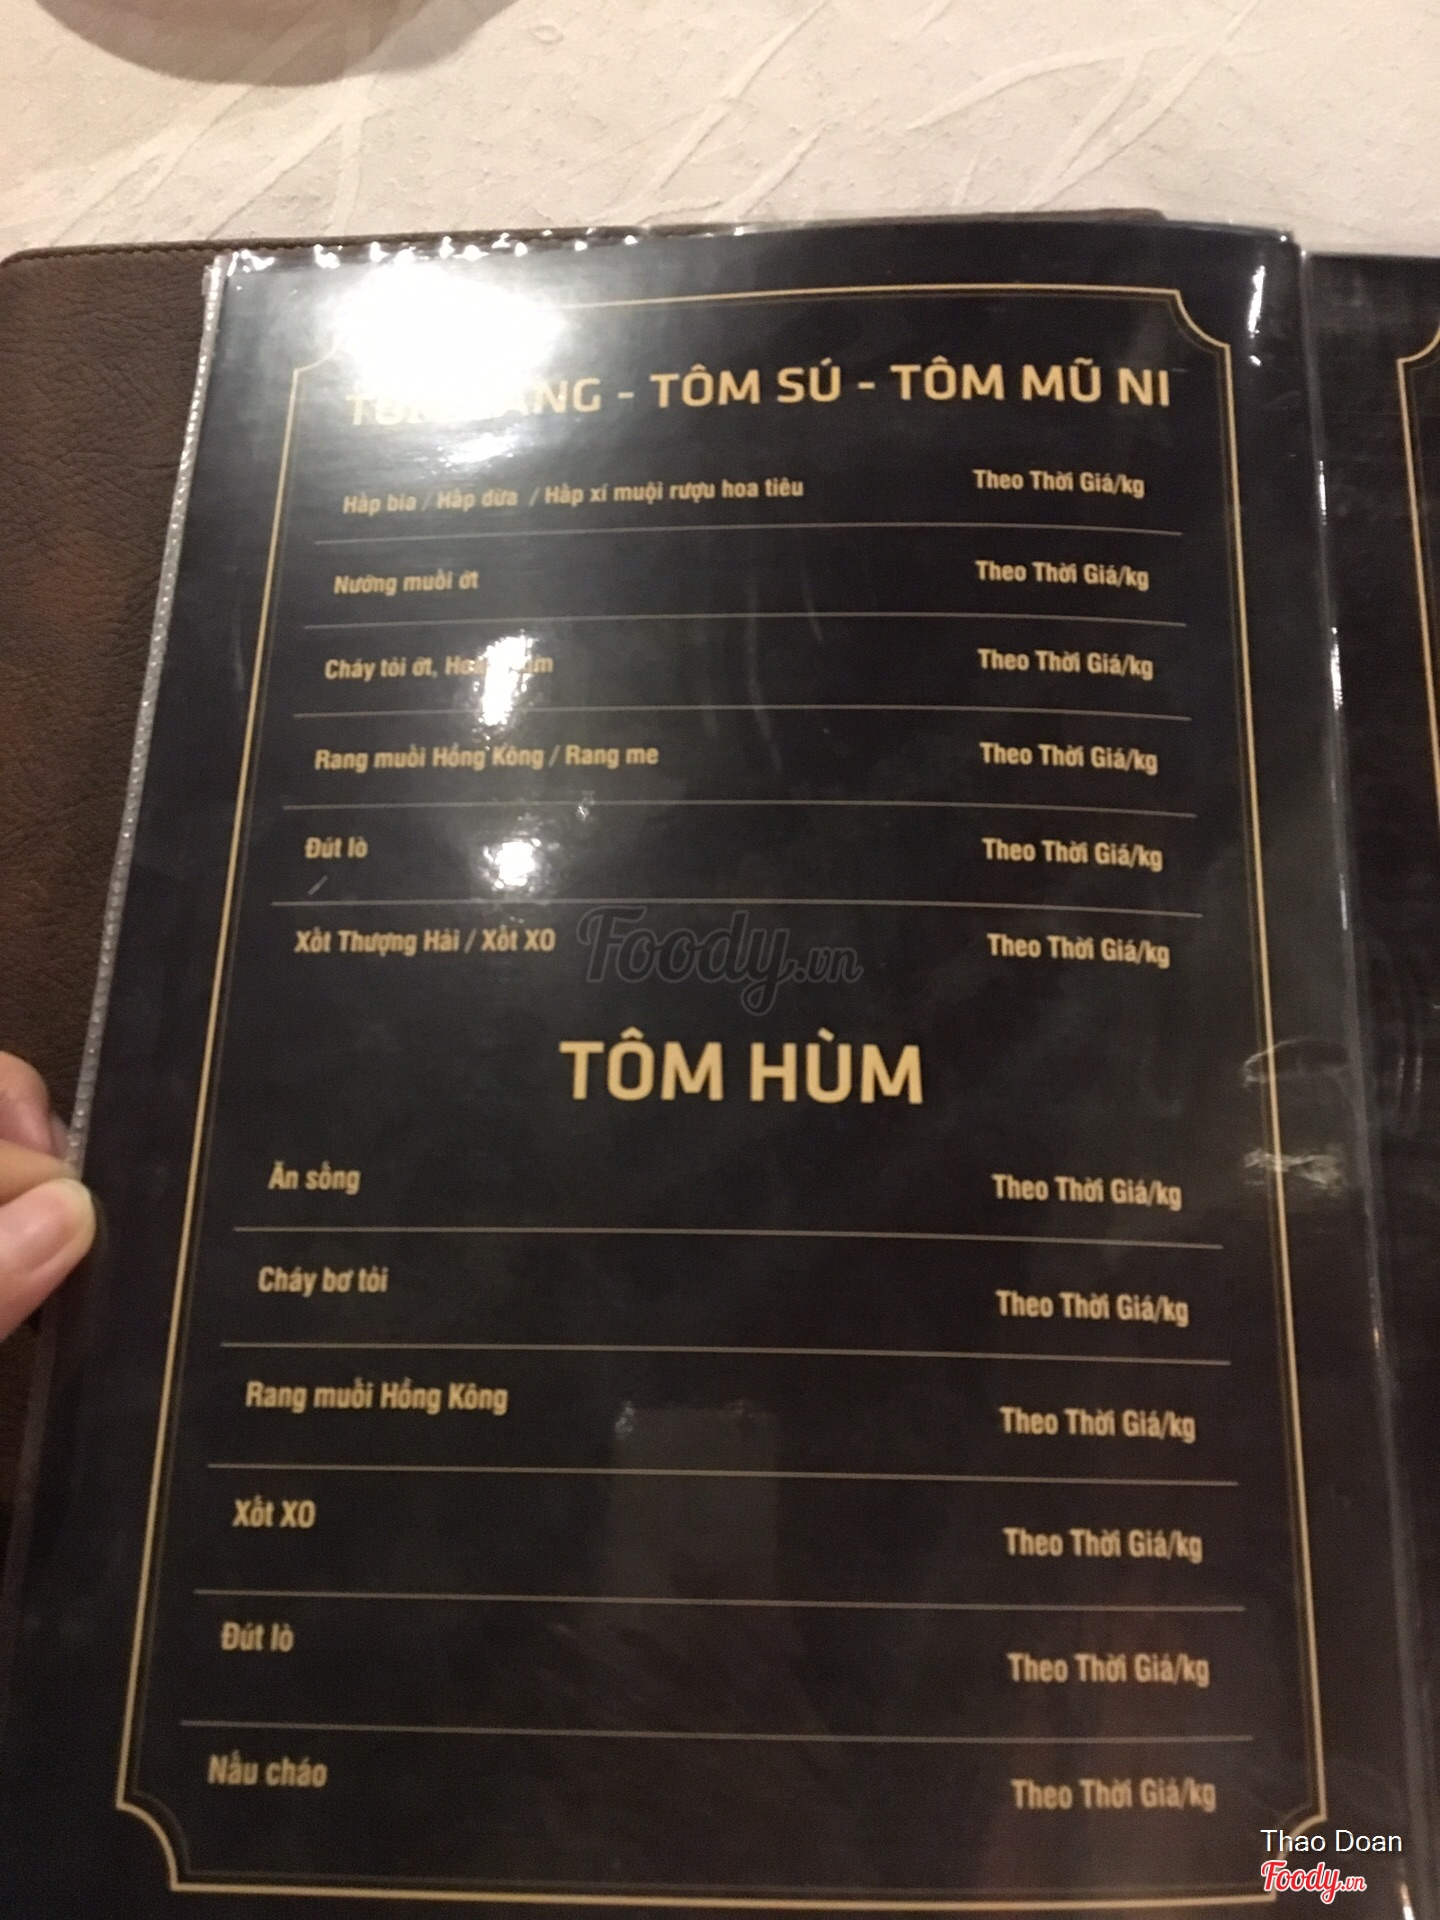 - TÔM SÚ - TÔM MŨ NI
Hấp bia / Hấp dừa / Hấp xí muội rượu hoa tiêu Theo Thời Giá/kg
Nướng muối ớt Theo Thời Giá/kg
Cháy tỏi ớt, Theo Thời Giá/kg
Rang muối Hồng Kông / Rang me Theo Thời Giá/kg
Đút lò Theo Thời Giá/kg
Xốt Thượng Hải / Xốt XO Theo Thời Giá/kg
Foody.vn
TÔM HÙM
Ăn sống Theo Thời Giá/kg
Cháy bơ tỏi Theo Thời Giá/kg
Rang muối Hồng Kông Theo Thời Giá/kg
Xốt XO Theo Thời Giá/kg
Đút lò Theo Thời Giá/kg
Nấu cháo Theo Thời Giá/kg
Thao Doan
Foody.vn